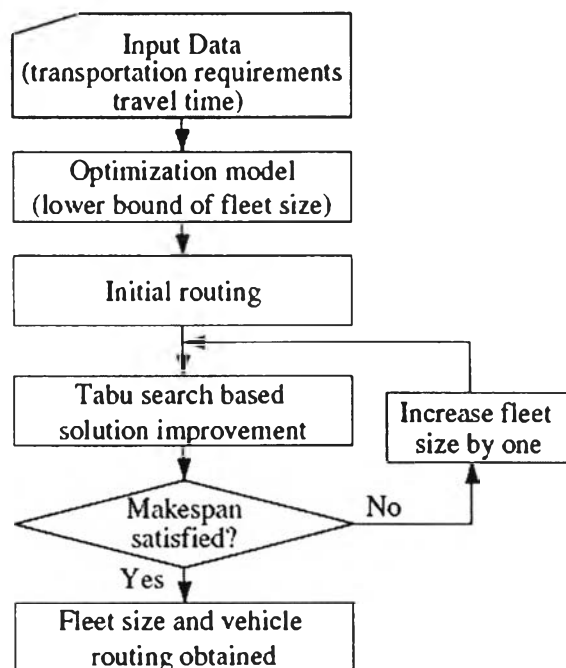 Input Data
(transportation requirements
travel time)
Optimization model
(lower bound of fleet size)
Initial routing
Tabu search based
solution improvement
Increase fleet
size by one
Makespan
satisfied?
No
Yes
Fleet size and vehicle
routing obtained